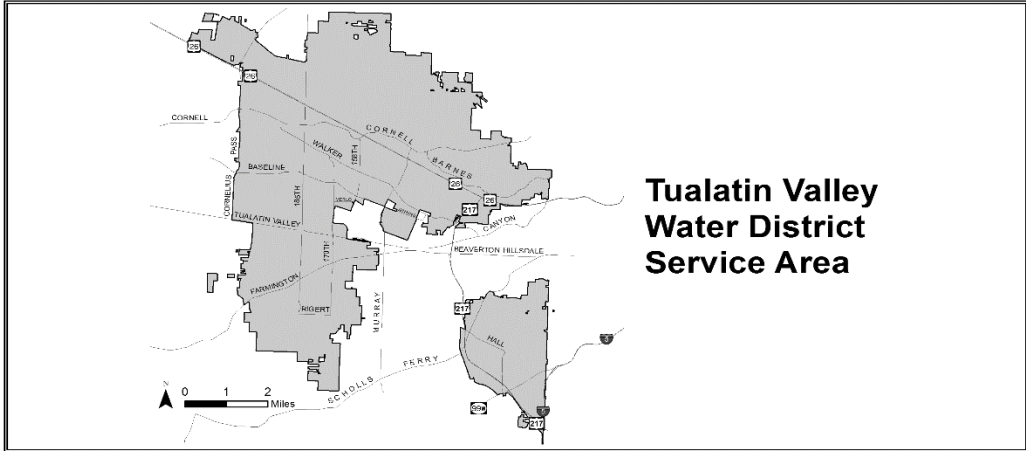 26
26
CORNELL
CORNELL
PASS
WALKER
158TH
BARNES
BASELINE
26
185TH
26
CORNELIUS
217
TUALATIN VALLEY
CANYON
170TH
BEAVERTON HILLSDALE
FARMINGTON
RIGERT
MURRAY
217
HALL
5
SCHOLLS FERRY
N
0 1 2
Miles
99W
5
217
Tualatin Valley
Water District
Service Area